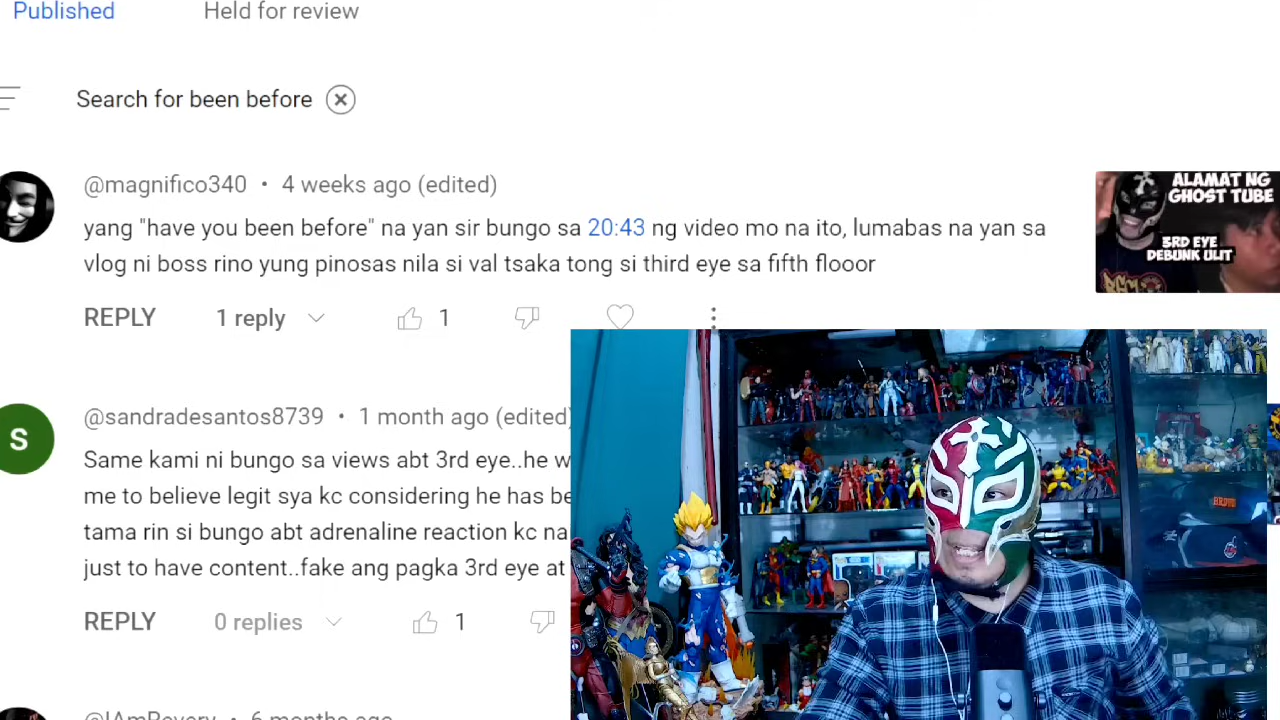 Published
Held for review
Search for been before
@magnifico340 • 4 weeks ago (edited)
yang "have you been before" na yan sir bungo sa 20:43 ng video mo na ito, lumabas na yan sa
vlog ni boss rino yung pinosas nila si val tsaka tong si third eye sa fifth flooor
REPLY
1 reply
1
ALAMAT NG
GHOST TUBE
3RD EYE
DEBUNK ULIT
S
@sandradesantos8739 • 1 month ago (edited)
Same kami ni bungo sa views abt 3rd eye..he w
me to believe legit sya kc considering he has be
tama rin si bungo abt adrenaline reaction kc na
just to have content..fake ang pagka 3rd eye at
REPLY
0 replies
1
6 months ago